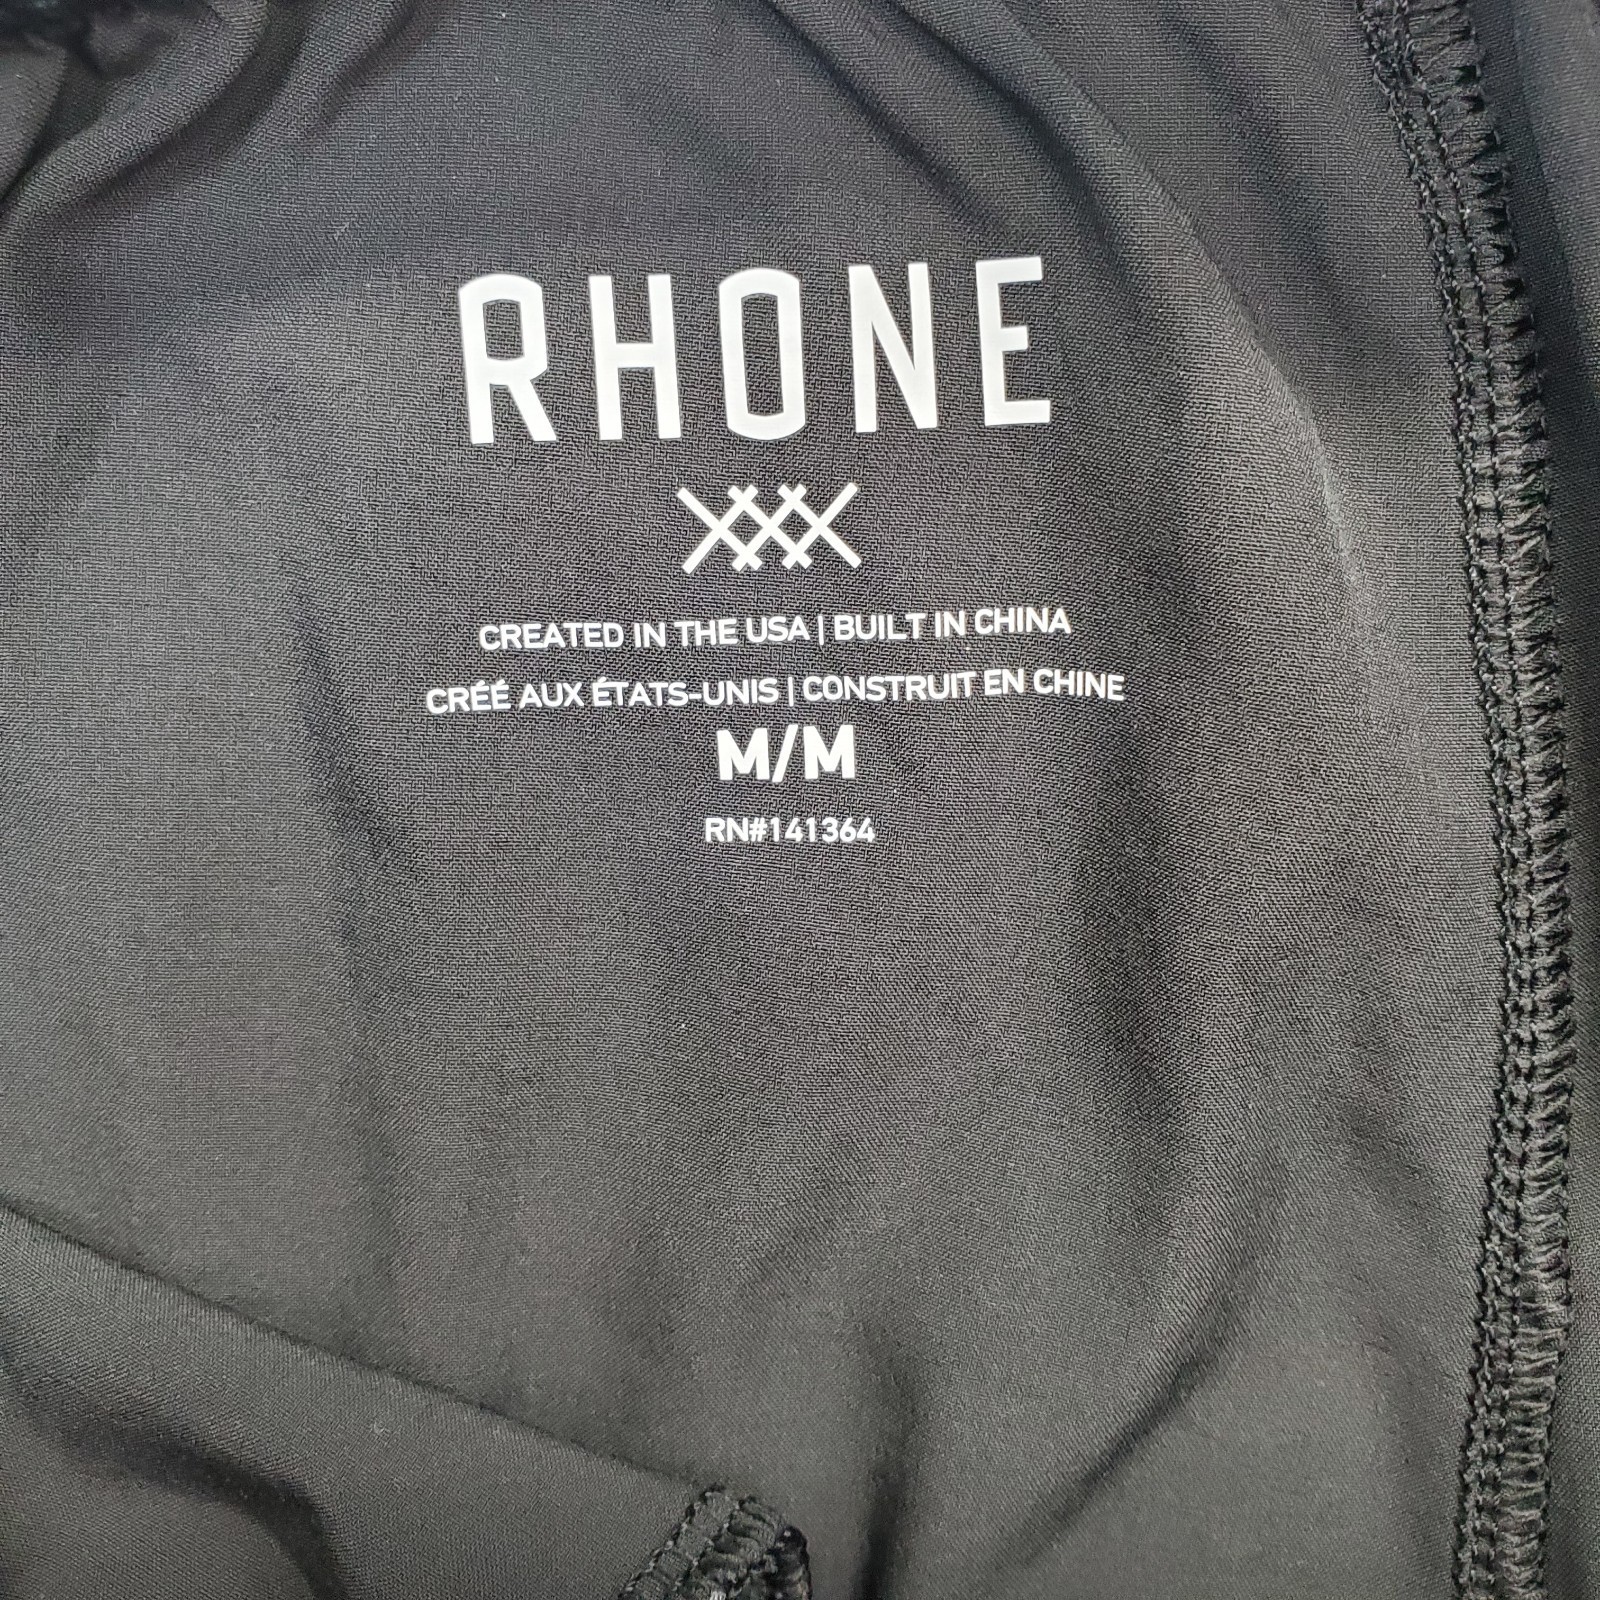 RHONE
CREATED IN THE USA | BUILT IN CHINA
CRÉÉ AUX ÉTATS-UNIS | CONSTRUIT EN CHINE
M/M
RN#141364